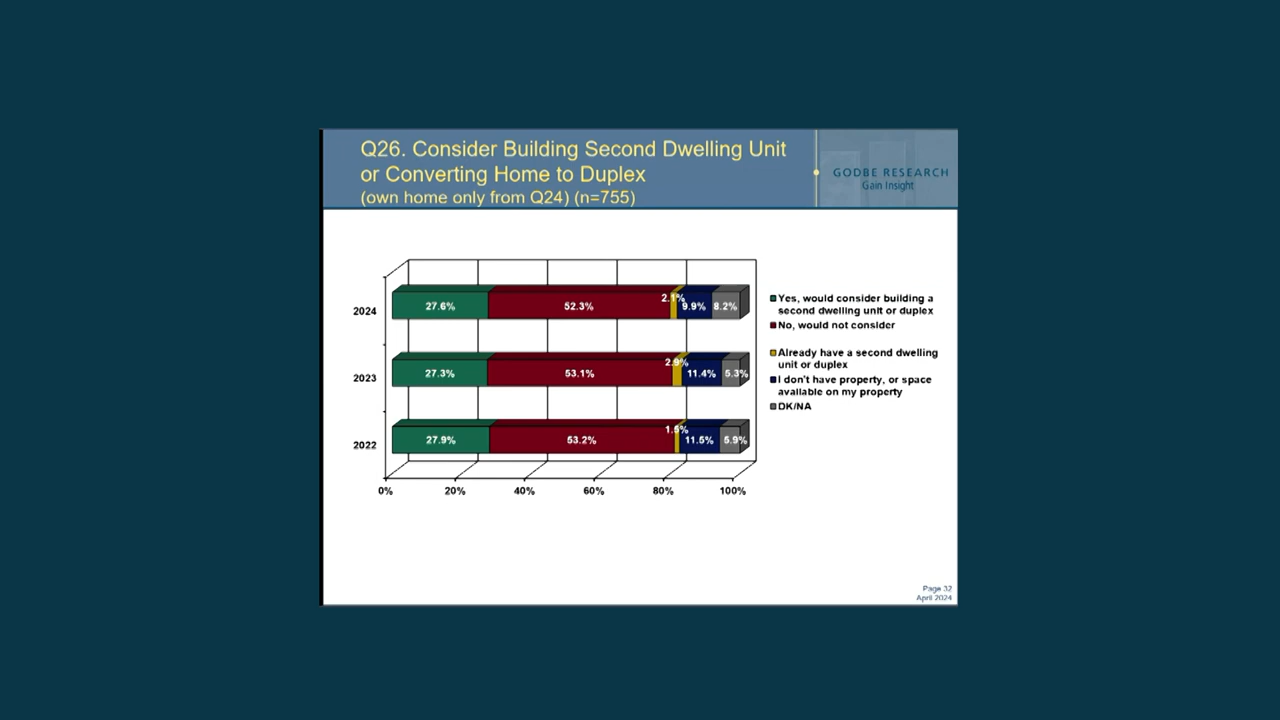 Q26. Consider Building Second Dwelling Unit
or Converting Home to Duplex
(own home only from Q24) (n=755)
GODBE RESEARCH
Gain Insight
2024
27.6%
52.3%
2.1%
9.9%
8.2%
2023
27.3%
53.1%
2.9%
11.4%
5.3%
2022
27.9%
53.2%
1.5%
11.5%
5.9%
0%
20%
40%
60%
80%
100%
Yes, would consider building a
second dwelling unit or duplex
No, would not consider
Already have a second dwelling
unit or duplex
I don't have property, or space
available on my property
DK/NA
Page 32
April 2024